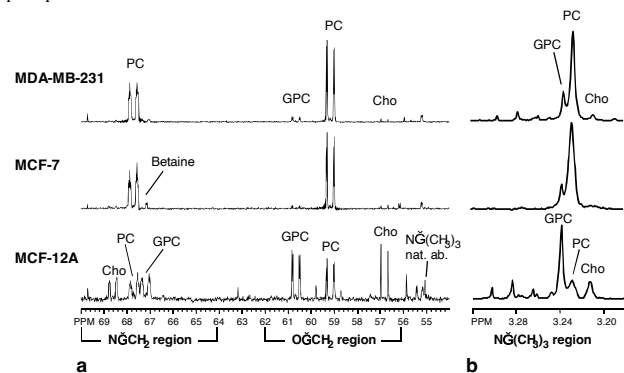 PC
PC
GPC
MDA-MB-231
PC
GPC
Cho
Cho
MCF-7
Betaine
GPC
MCF-12A
Cho
PC
GPC
GPC
PC
Cho
NĞ(CH₃)₃
nat. ab.
PC
Cho
PPM 69 68 67 66 65 64 63 62 61 60 59 58 57 56 55
PPM 3.28 3.24 3.20
NĞCH₂ region
OĞCH₂ region
NĞ(CH₃)₃ region
a
b